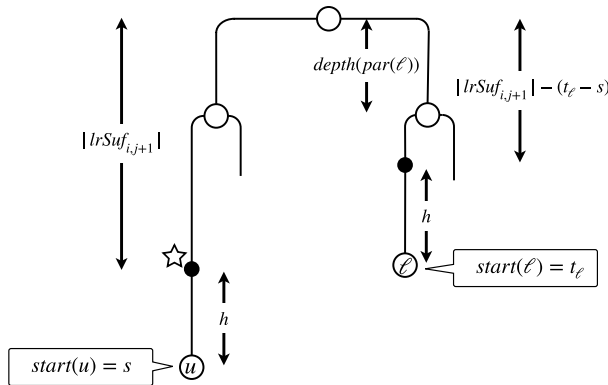 depth(par(ℓ))
|lrSuf_{i,j+1}| − (t_ℓ − s)
|lrSuf_{i,j+1}|
h
ℓ
start(ℓ) = t_ℓ
h
start(u) = s
u